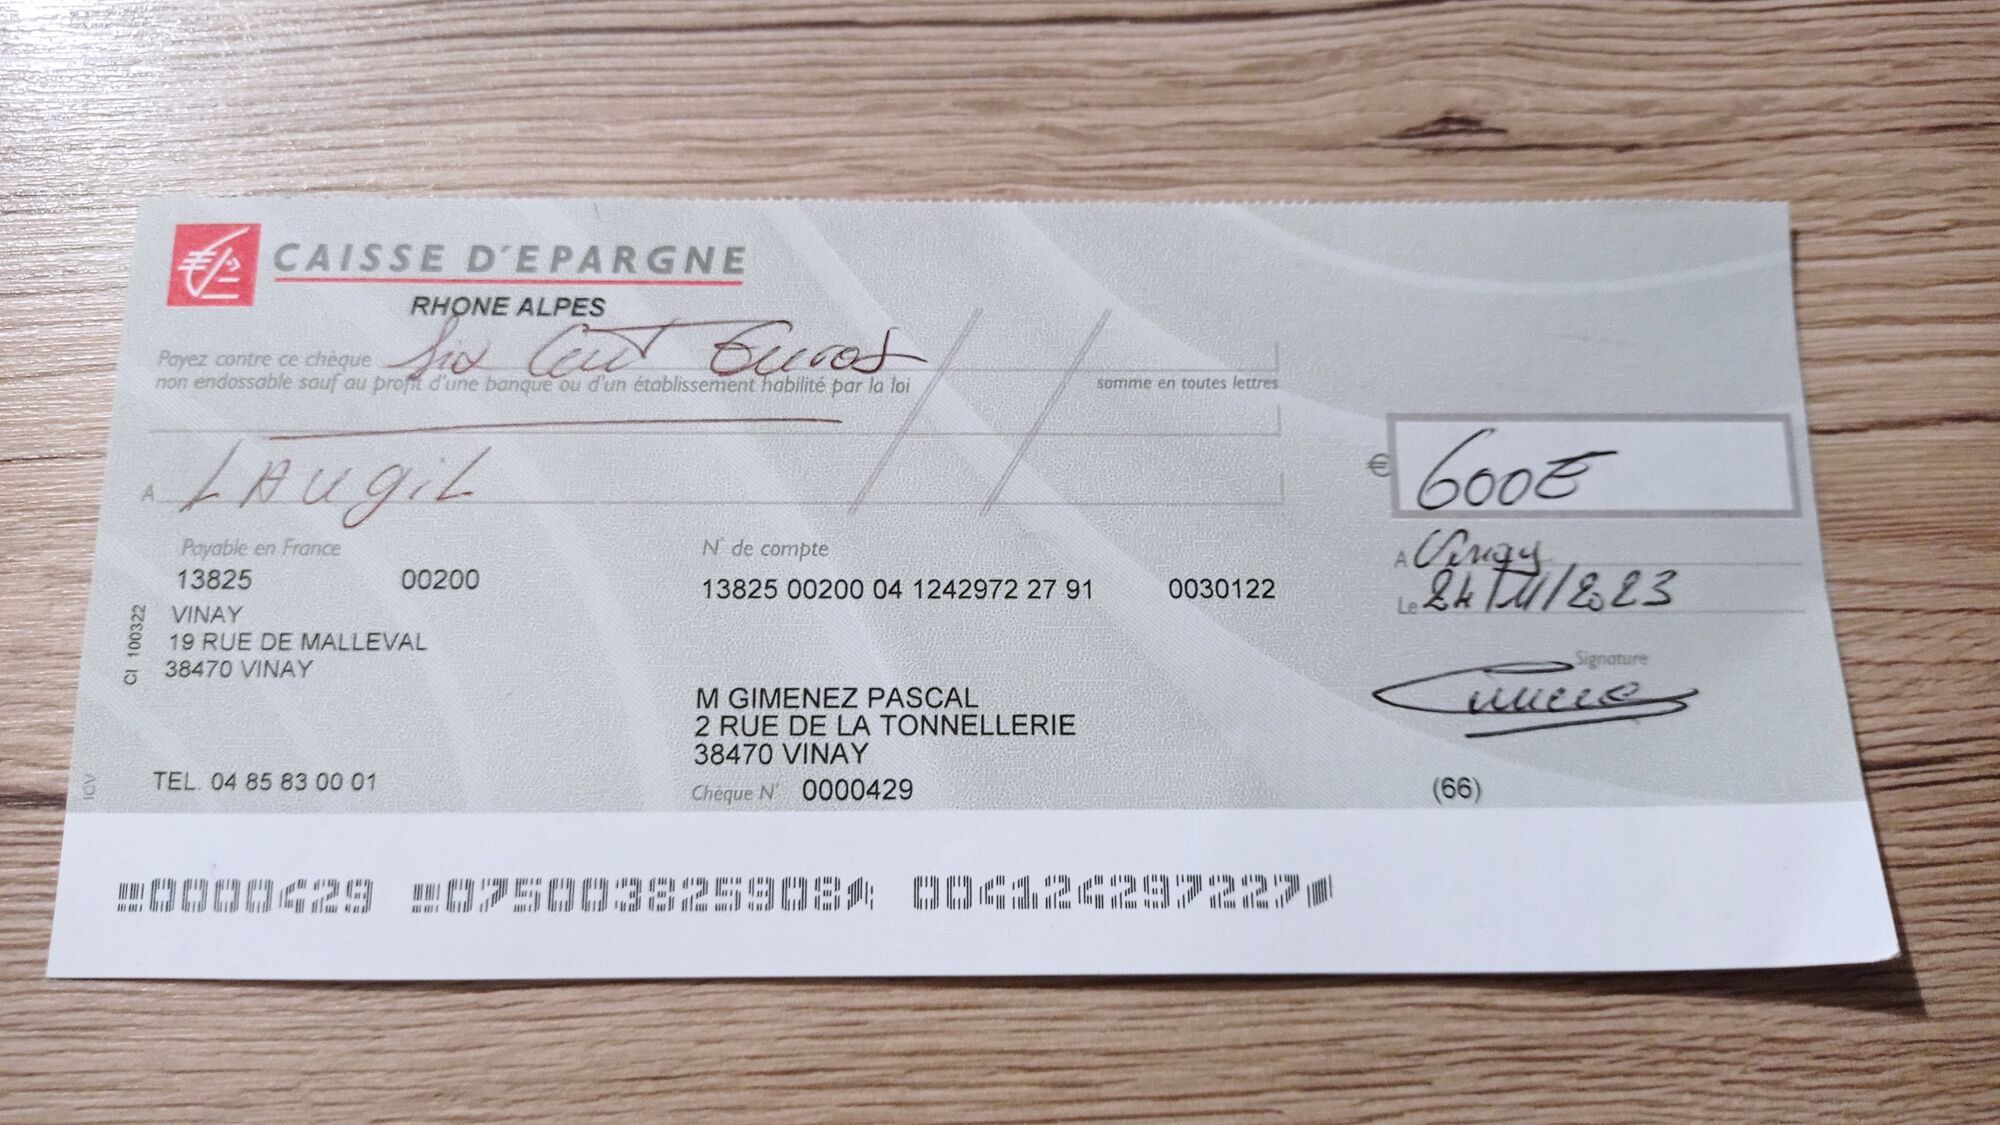 CAISSE D'EPARGNE
RHONE ALPES
Payez contre ce chèque Six Cent Euros
non endossable sauf au profit d'une banque ou d'un établissement habilité par la loi
somme en toutes lettres
A LAUgiL
€ 600€
Payable en France
13825 00200
N° de compte
13825 00200 04 1242972 27 91 0030122
A Vinay
Le 24/11/2023
VINAY
19 RUE DE MALLEVAL
38470 VINAY
CI 100322
Signature
M GIMENEZ PASCAL
2 RUE DE LA TONNELLERIE
38470 VINAY
TEL. 04 85 83 00 01
Chèque N° 0000429
(66)
ICV
0000429 075003825908 004124297227